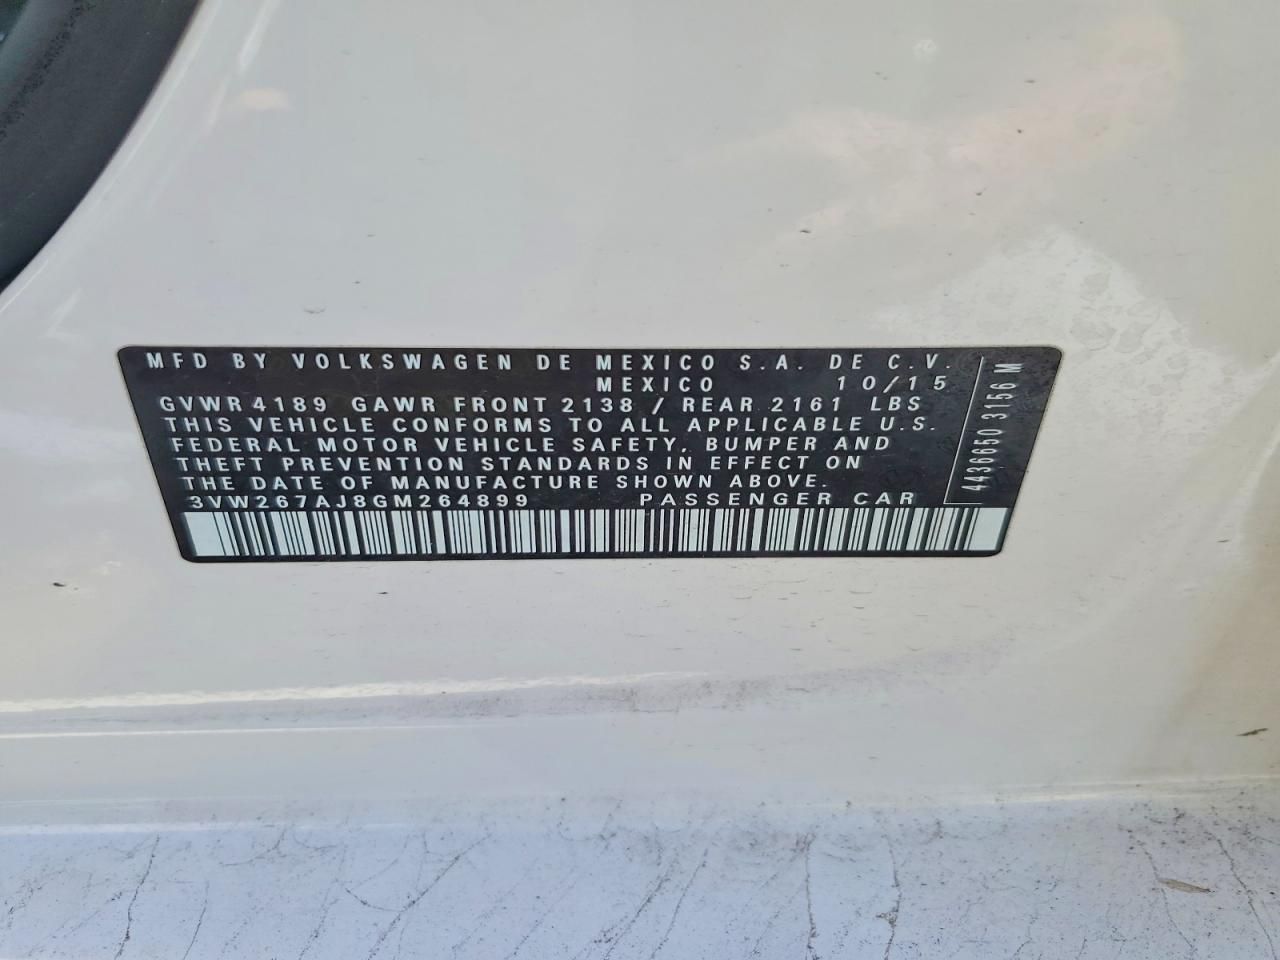 MFD BY VOLKSWAGEN DE MEXICO S.A. DE C.V.
MEXICO 10/15
GVWR 4189 GAWR FRONT 2138 / REAR 2161 LBS
THIS VEHICLE CONFORMS TO ALL APPLICABLE U.S.
FEDERAL MOTOR VEHICLE SAFETY, BUMPER AND
THEFT PREVENTION STANDARDS IN EFFECT ON
THE DATE OF MANUFACTURE SHOWN ABOVE.
3VW267AJ8GM264899 PASSENGER CAR
4436650 3156 M